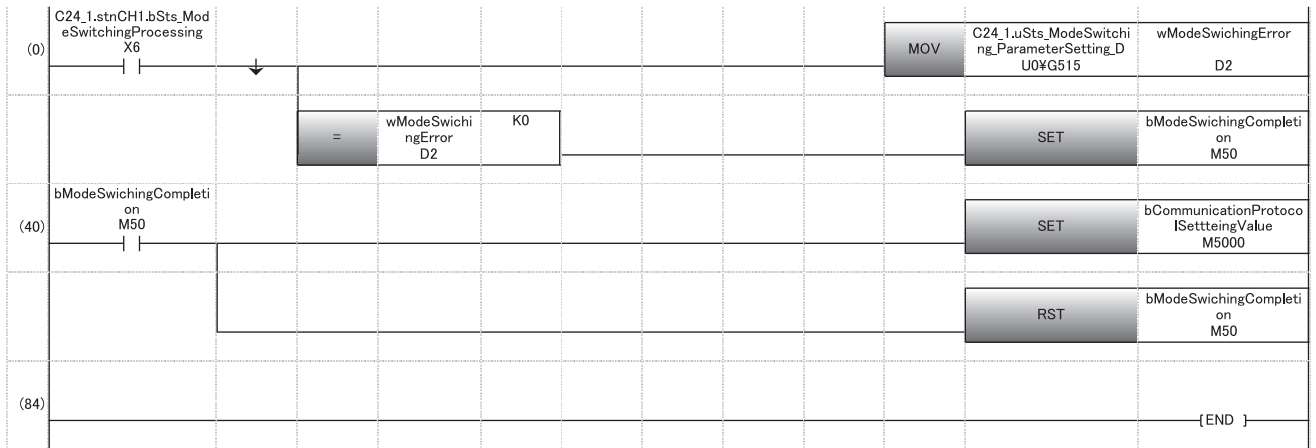 C24_1.stnCH1.bSts_Mod
eSwitchingProcessing
X6
(0)
MOV
C24_1.uSts_ModeSwitchi
ng_ParameterSetting_D
U0¥G515
wModeSwichingError
D2
=
wModeSwichi
ngError
D2
K0
SET
bModeSwichingCompleti
on
M50
bModeSwichingCompleti
on
M50
(40)
SET
bCommunicationProtoco
lSettteingValue
M5000
RST
bModeSwichingCompleti
on
M50
(84)
[END ]